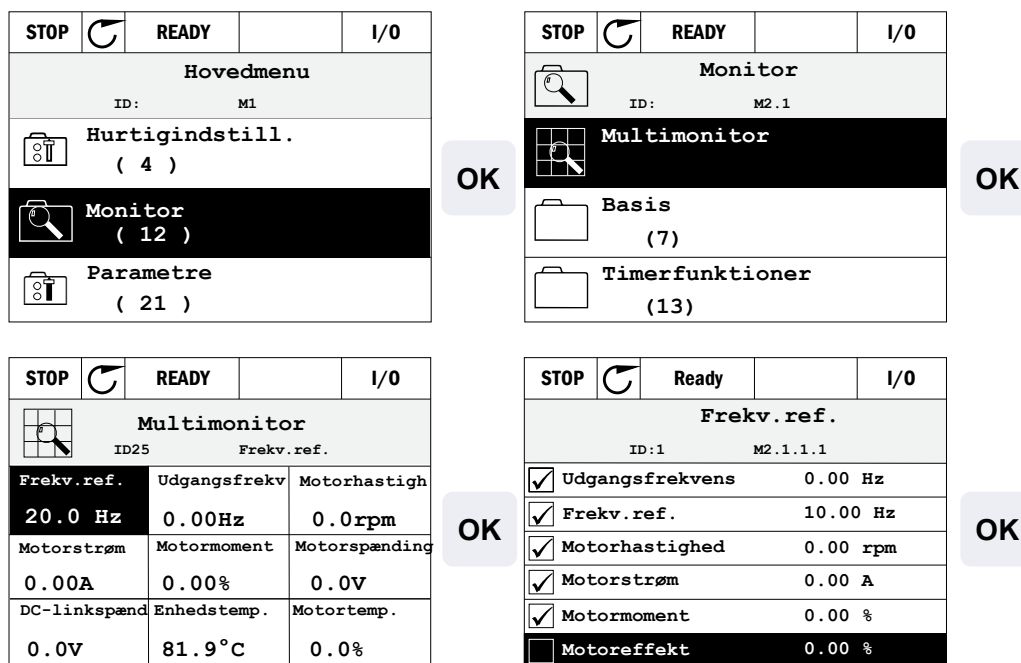 STOP READY I/O
Hovedmenu
ID: M1
Hurtigindstill.
( 4 )
Monitor
( 12 )
Parametre
( 21 )
OK
STOP READY I/O
Monitor
ID: M2.1
Multimonitor
Basis
(7)
Timerfunktioner
(13)
OK
STOP READY I/O
Multimonitor
ID25 Frekv.ref.
Frekv.ref. Udgangsfrekv Motorhastigh
20.0 Hz 0.00Hz 0.0rpm
Motorstrøm Motormoment Motorspænding
0.00A 0.00% 0.0V
DC-linkspænd Enhedstemp. Motortemp.
0.0V 81.9°C 0.0%
OK
STOP Ready I/O
Frekv.ref.
ID:1 M2.1.1.1
Udgangsfrekvens 0.00 Hz
Frekv.ref. 10.00 Hz
Motorhastighed 0.00 rpm
Motorstrøm 0.00 A
Motormoment 0.00 %
Motoreffekt 0.00 %
OK